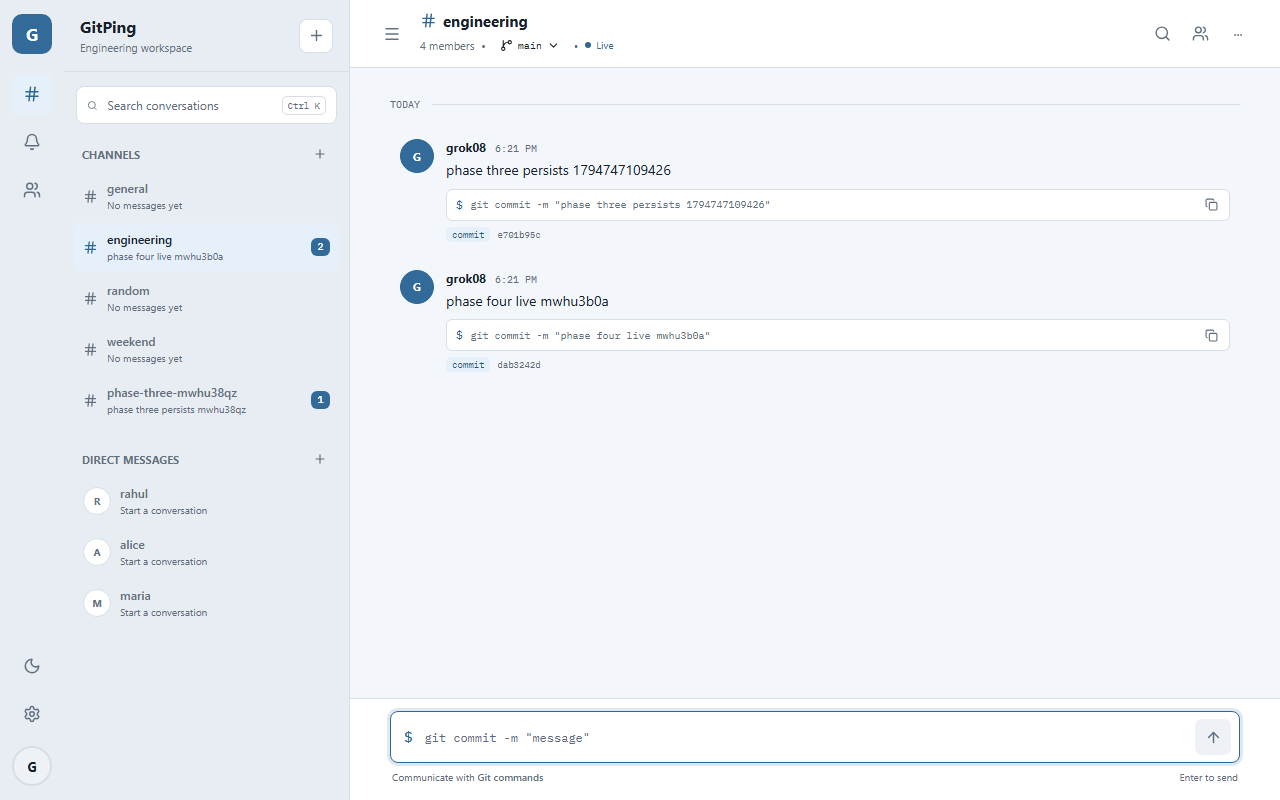 G
GitPing
Engineering workspace
Search conversations
Ctrl K
CHANNELS
general
No messages yet
engineering
phase four live mwhu3b0a
2
random
No messages yet
weekend
No messages yet
phase-three-mwhu38qz
phase three persists mwhu38qz
1
DIRECT MESSAGES
R
rahul
Start a conversation
A
alice
Start a conversation
M
maria
Start a conversation
G
# engineering
4 members • main • Live
TODAY
G
grok08 6:21 PM
phase three persists 1794747109426
$ git commit -m "phase three persists 1794747109426"
commit e701b95c
G
grok08 6:21 PM
phase four live mwhu3b0a
$ git commit -m "phase four live mwhu3b0a"
commit dab3242d
$ git commit -m "message"
Communicate with Git commands
Enter to send